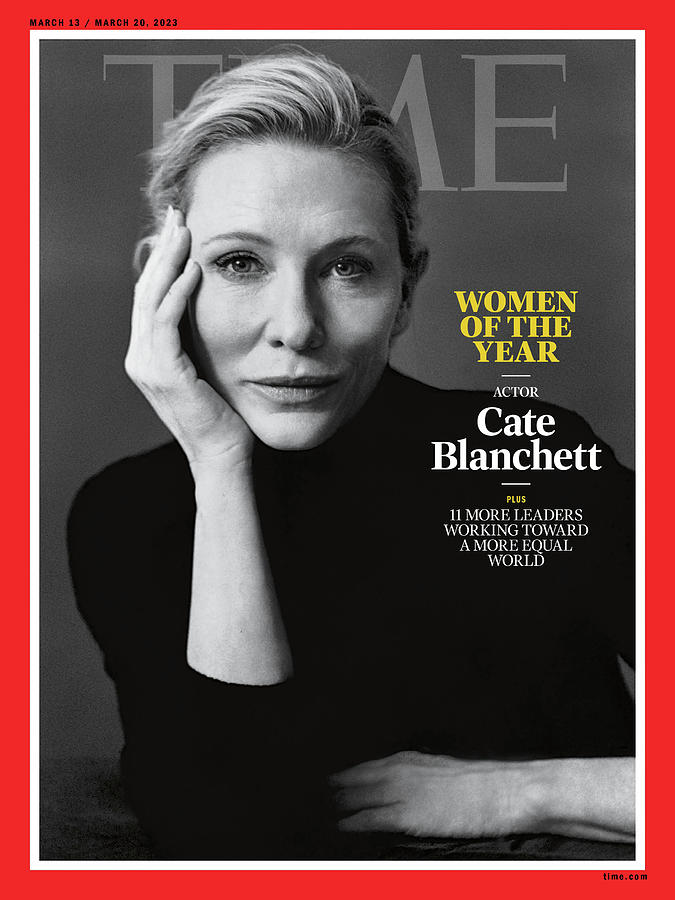 MARCH 13 / MARCH 20, 2023
TIME
WOMEN
OF THE
YEAR
ACTOR
Cate
Blanchett
PLUS
11 MORE LEADERS
WORKING TOWARD
A MORE EQUAL
WORLD
time.com